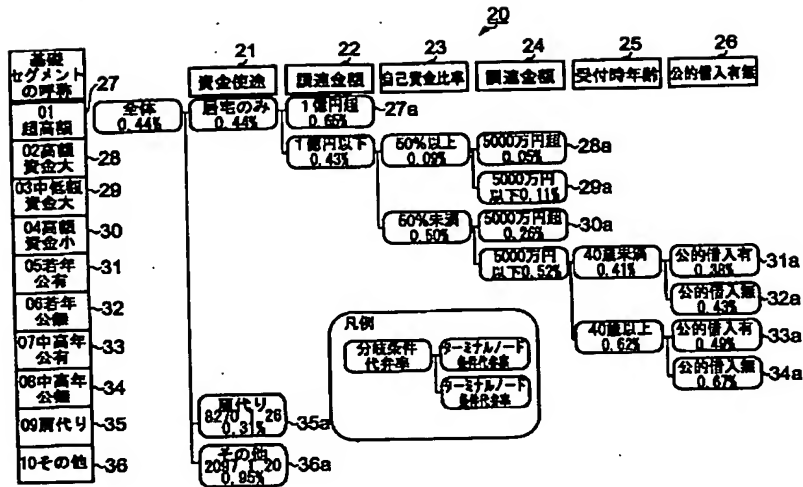 20
21
22
23
24
25
26
基礎
セグメント
の呼称
27
資金使途
調達金額
自己資金比率
調達金額
受付時年齢
公的借入有無
01
超高額
全体
0.44%
居宅のみ
0.44%
1億円超
0.65%
27a
02高額
資金大
28
1億円以下
0.43%
50%以上
0.09%
5000万円超
0.05%
28a
03中低額
資金大
29
5000万円
以下0.11%
29a
04高額
資金小
30
50%未満
0.50%
5000万円超
0.26%
30a
05若年
公有
31
5000万円
以下0.52%
40歳未満
0.41%
公的借入有
0.38%
31a
06若年
公無
32
公的借入無
0.43%
32a
07中高年
公有
33
40歳以上
0.62%
公的借入有
0.49%
33a
08中高年
公無
34
公的借入無
0.67%
34a
凡例
分岐条件
代弁率
ターミナルノード
条件代弁率
ターミナルノード
条件代弁率
09肩代り
35
肩代り
8270 1 26
0.31%
35a
10その他
36
その他
2097 1 20
0.95%
36a